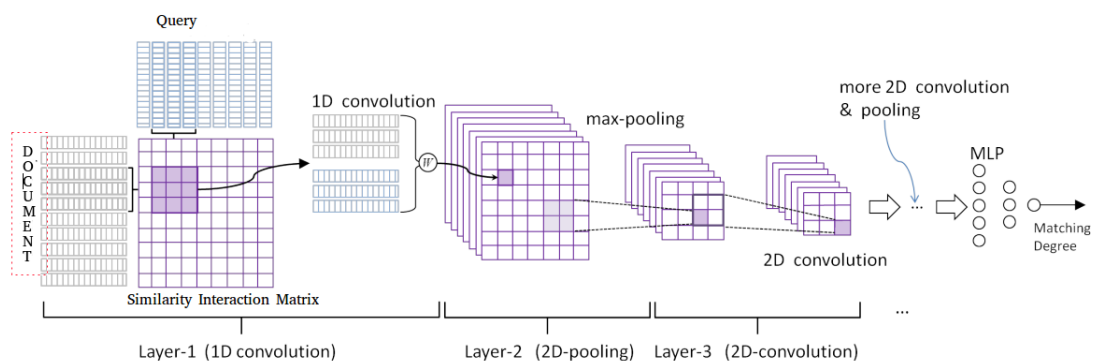 Query
DOCUMENT
Similarity Interaction Matrix
1D convolution
W
max-pooling
2D convolution
more 2D convolution
& pooling
...
MLP
Matching
Degree
Layer-1 (1D convolution)
Layer-2 (2D-pooling)
Layer-3 (2D-convolution)
...